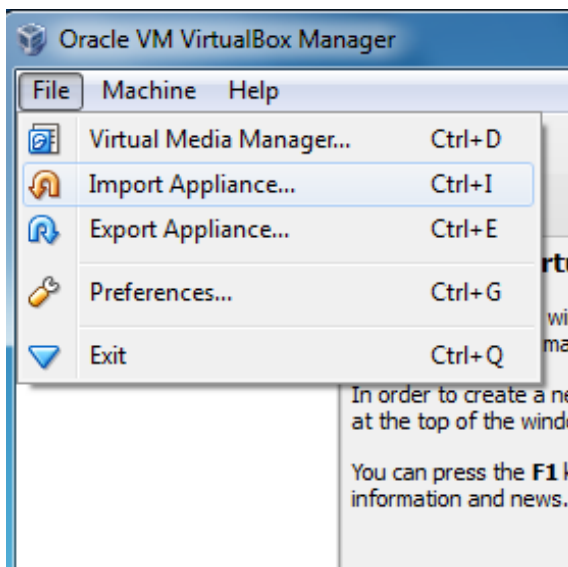 Oracle VM VirtualBox Manager
File Machine Help
Virtual Media Manager... Ctrl+D
Import Appliance... Ctrl+I
Export Appliance... Ctrl+E
Preferences... Ctrl+G
Exit Ctrl+Q
In order to create a
at the top of the
You can press the F1
information and news.